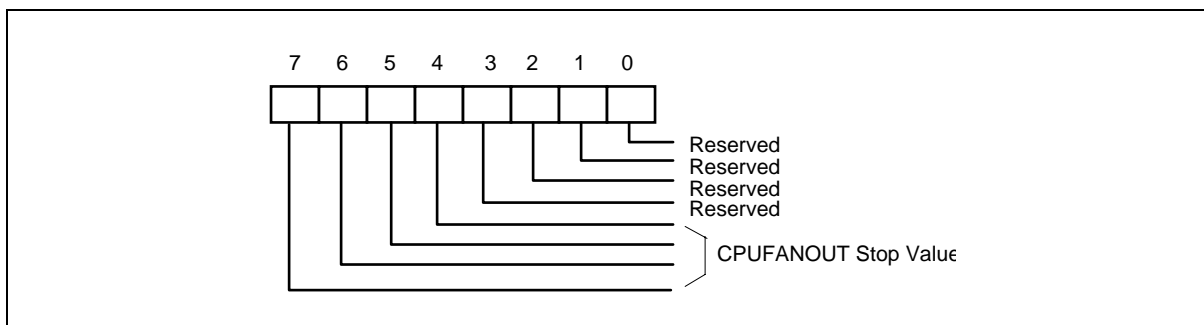 7 6 5 4 3 2 1 0
Reserved
Reserved
Reserved
Reserved
CPUFANOUT Stop Value